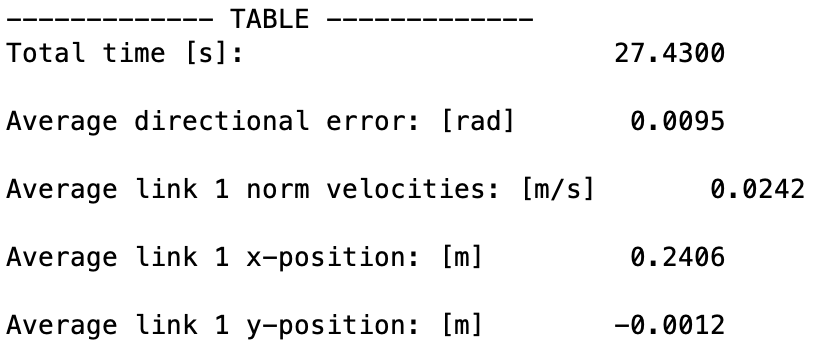 ------------- TABLE -------------
Total time [s]: 27.4300
Average directional error: [rad] 0.0095
Average link 1 norm velocities: [m/s] 0.0242
Average link 1 x-position: [m] 0.2406
Average link 1 y-position: [m] -0.0012